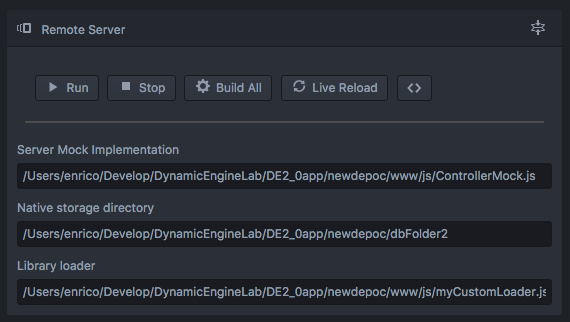 Remote Server
Run Stop Build All Live Reload
Server Mock Implementation
/Users/enrico/Develop/DynamicEngineLab/DE2_0app/newdepoc/www/js/ControllerMock.js
Native storage directory
/Users/enrico/Develop/DynamicEngineLab/DE2_0app/newdepoc/dbFolder2
Library loader
/Users/enrico/Develop/DynamicEngineLab/DE2_0app/newdepoc/www/js/myCustomLoader.js